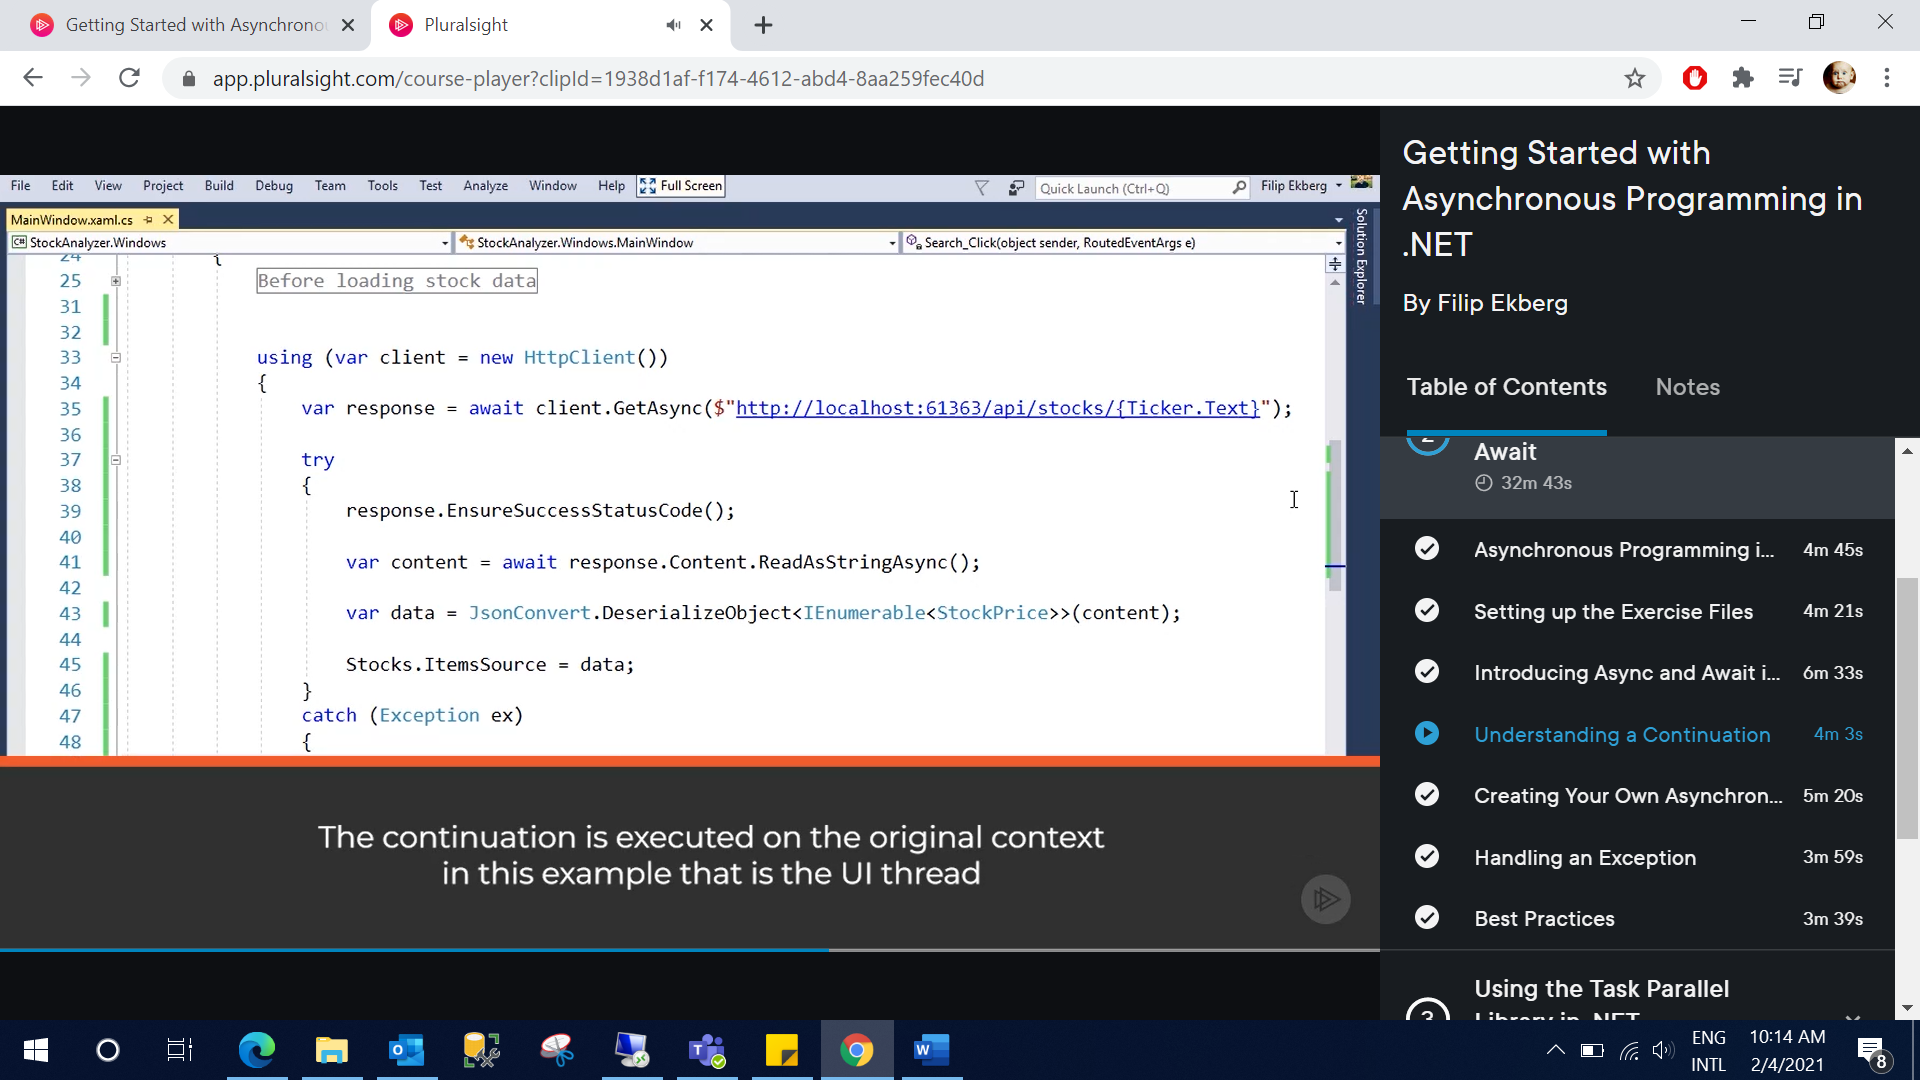 Getting Started with Asynchrono
Pluralsight
app.pluralsight.com/course-player?clipId=1938d1af-f174-4612-abd4-8aa259fec40d
File Edit View Project Build Debug Team Tools Test Analyze Window Help Full Screen
Quick Launch (Ctrl+Q)
Filip Ekberg
MainWindow.xaml.cs
StockAnalyzer.Windows
StockAnalyzer.Windows.MainWindow
Search_Click(object sender, RoutedEventArgs e)
Solution Explorer
24 {
25 Before loading stock data
31
32
33 using (var client = new HttpClient())
34 {
35 var response = await client.GetAsync($"http://localhost:61363/api/stocks/{Ticker.Text}");
36
37 try
38 {
39 response.EnsureSuccessStatusCode();
40
41 var content = await response.Content.ReadAsStringAsync();
42
43 var data = JsonConvert.DeserializeObject<IEnumerable<StockPrice>>(content);
44
45 Stocks.ItemsSource = data;
46 }
47 catch (Exception ex)
48 {
The continuation is executed on the original context
in this example that is the UI thread
Getting Started with
Asynchronous Programming in
.NET
By Filip Ekberg
Table of Contents Notes
2 Await
32m 43s
Asynchronous Programming i... 4m 45s
Setting up the Exercise Files 4m 21s
Introducing Async and Await i... 6m 33s
Understanding a Continuation 4m 3s
Creating Your Own Asynchron... 5m 20s
Handling an Exception 3m 59s
Best Practices 3m 39s
3 Using the Task Parallel
Library in .NET
ENG
INTL
10:14 AM
2/4/2021
8